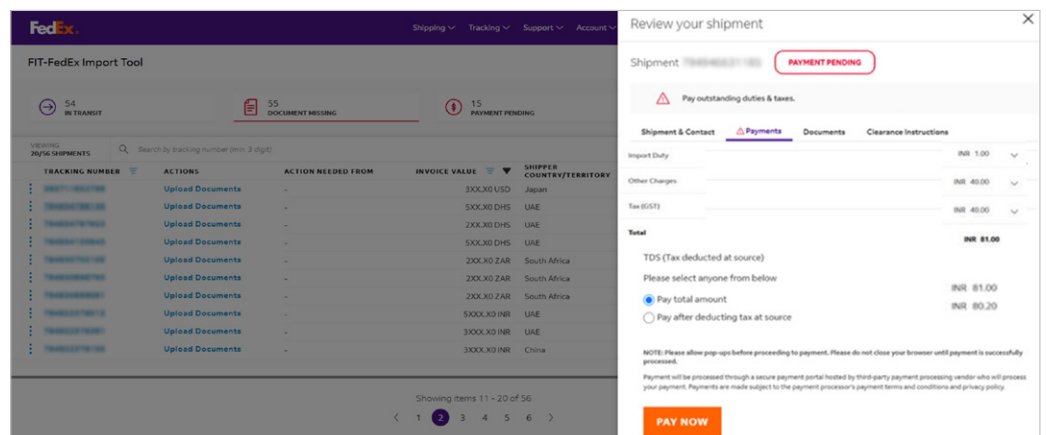 FedEx.
Shipping Tracking Support Account
FIT-FedEx Import Tool
54
IN TRANSIT
55
DOCUMENT MISSING
15
PAYMENT PENDING
VIEWING
20/56 SHIPMENTS
Search by tracking number (min. 3 digit)
TRACKING NUMBER ACTIONS ACTION NEEDED FROM INVOICE VALUE SHIPPER COUNTRY/TERRITORY
Upload Documents - 3XX.X0 USD Japan
Upload Documents - 5XX.X0 DHS UAE
Upload Documents - 2XX.X0 DHS UAE
Upload Documents - 5XX.X0 DHS UAE
Upload Documents - 2XX.X0 ZAR South Africa
Upload Documents - 2XX.X0 ZAR South Africa
Upload Documents - 2XX.X0 ZAR South Africa
Upload Documents - 5XXX.X0 INR UAE
Upload Documents - 3XXX.X0 INR UAE
Upload Documents - 3XXX.X0 INR China
Showing items 11 - 20 of 56
< 1 2 3 4 5 6 >
Review your shipment
Shipment PAYMENT PENDING
Pay outstanding duties & taxes.
Shipment & Contact Payments Documents Clearance Instructions
Import Duty INR 1.00
Other Charges INR 40.00
Tax (GST) INR 40.00
Total INR 81.00
TDS (Tax deducted at source)
Please select anyone from below
Pay total amount INR 81.00
Pay after deducting tax at source INR 80.20
NOTE: Please allow pop-ups before proceeding to payment. Please do not close your browser until payment is successfully
processed.
Payment will be processed through a secure payment portal hosted by third-party payment processing vendor who will process
your payment. Payments are made subject to the payment processor's payment terms and conditions and privacy policy.
PAY NOW